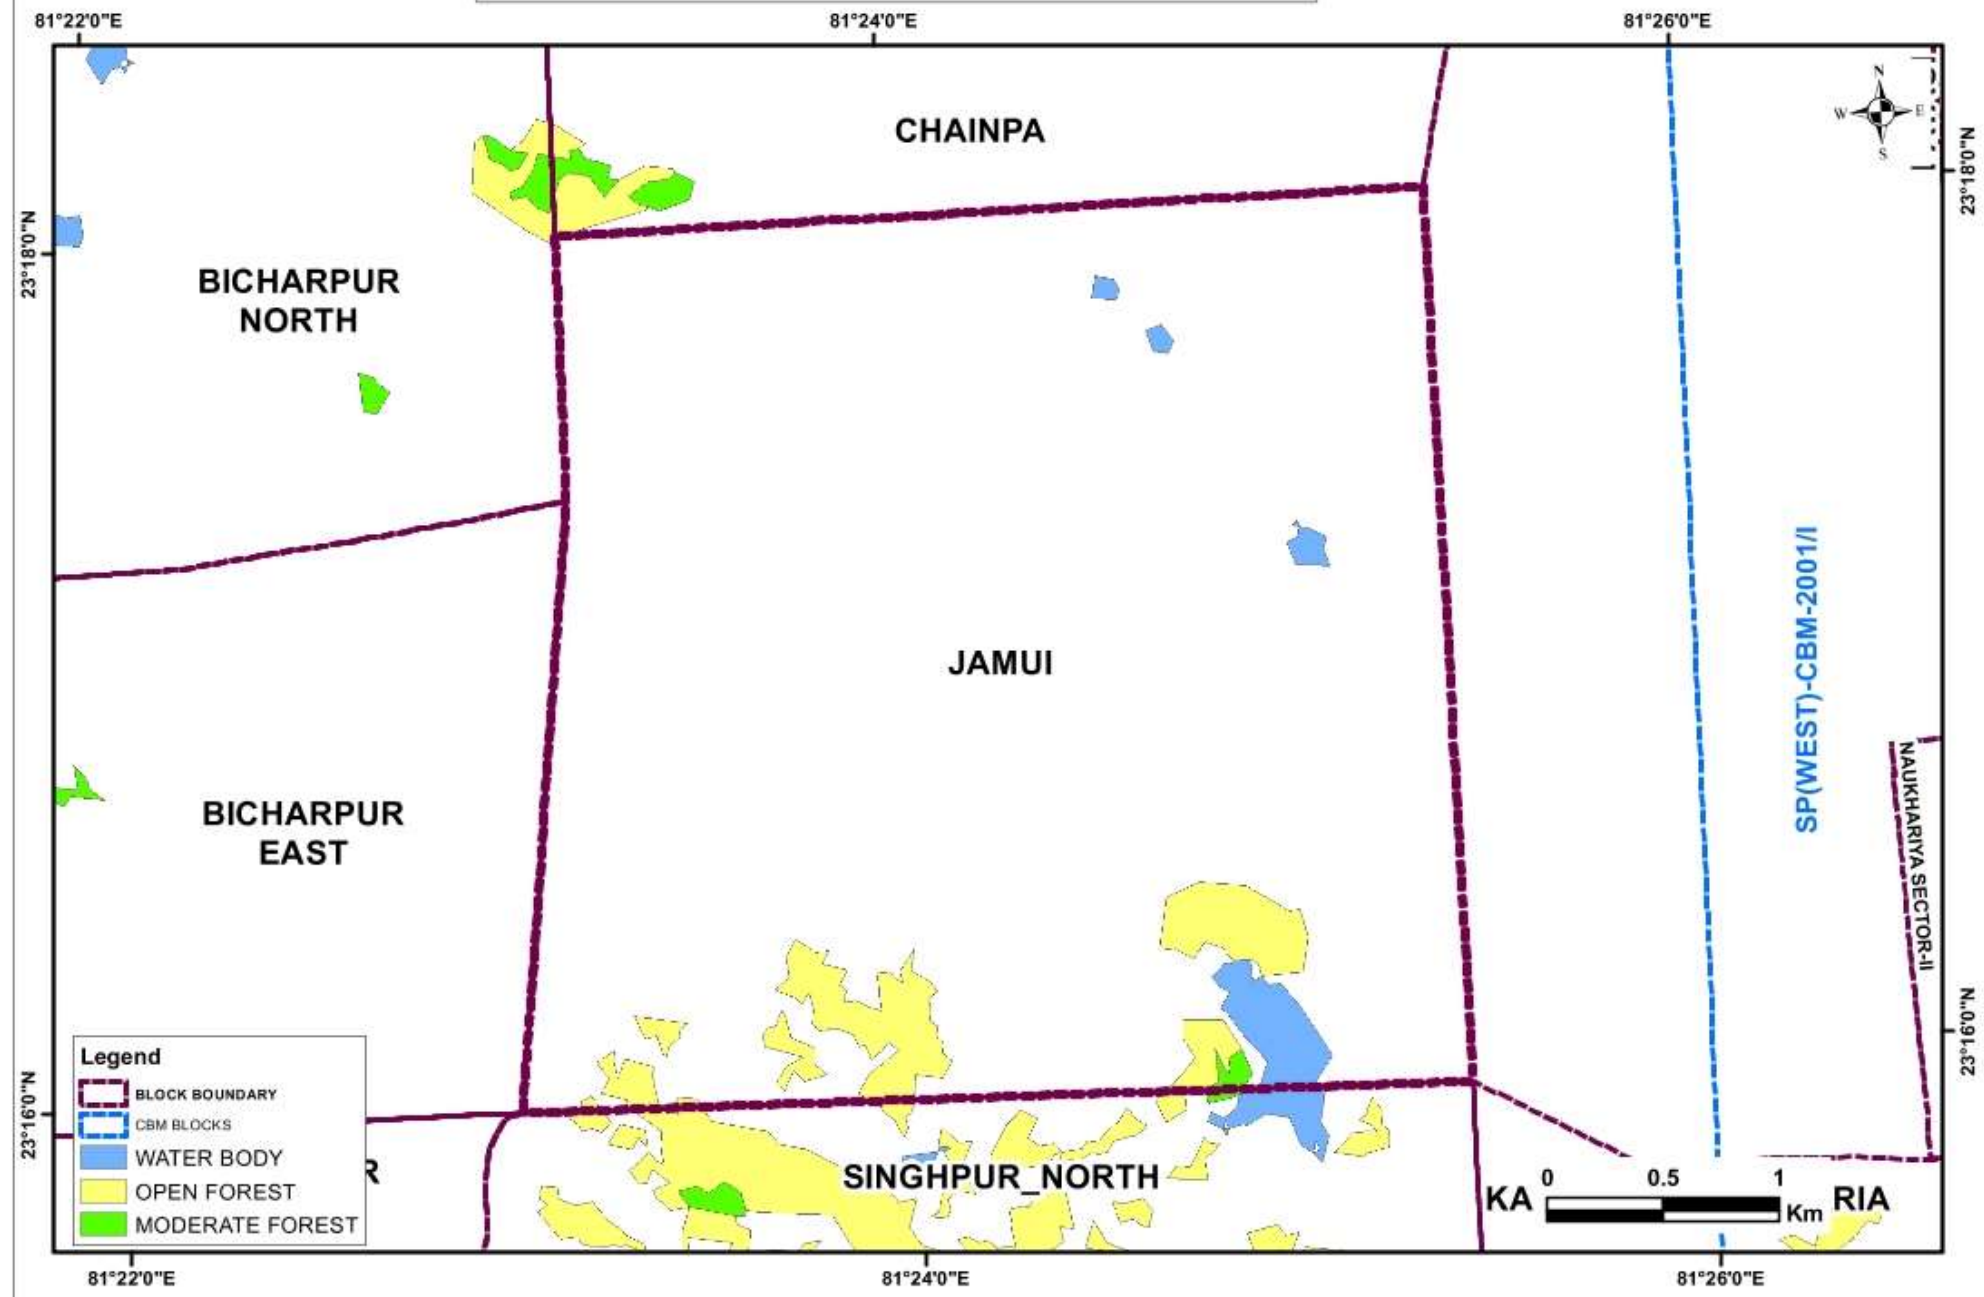 81°22'0"E
81°24'0"E
81°26'0"E
N
W
E
S
CHAINPA
23°18'0"N
23°18'0"N
BICHARPUR
NORTH
JAMUI
SP(WEST)-CBM-2001/I
NAUKHARIYA SECTOR-II
BICHARPUR
EAST
23°16'0"N
23°16'0"N
Legend
BLOCK BOUNDARY
CBM BLOCKS
WATER BODY
OPEN FOREST
MODERATE FOREST
R
SINGHPUR_NORTH
KA
0 0.5 1
Km
RIA
81°22'0"E
81°24'0"E
81°26'0"E